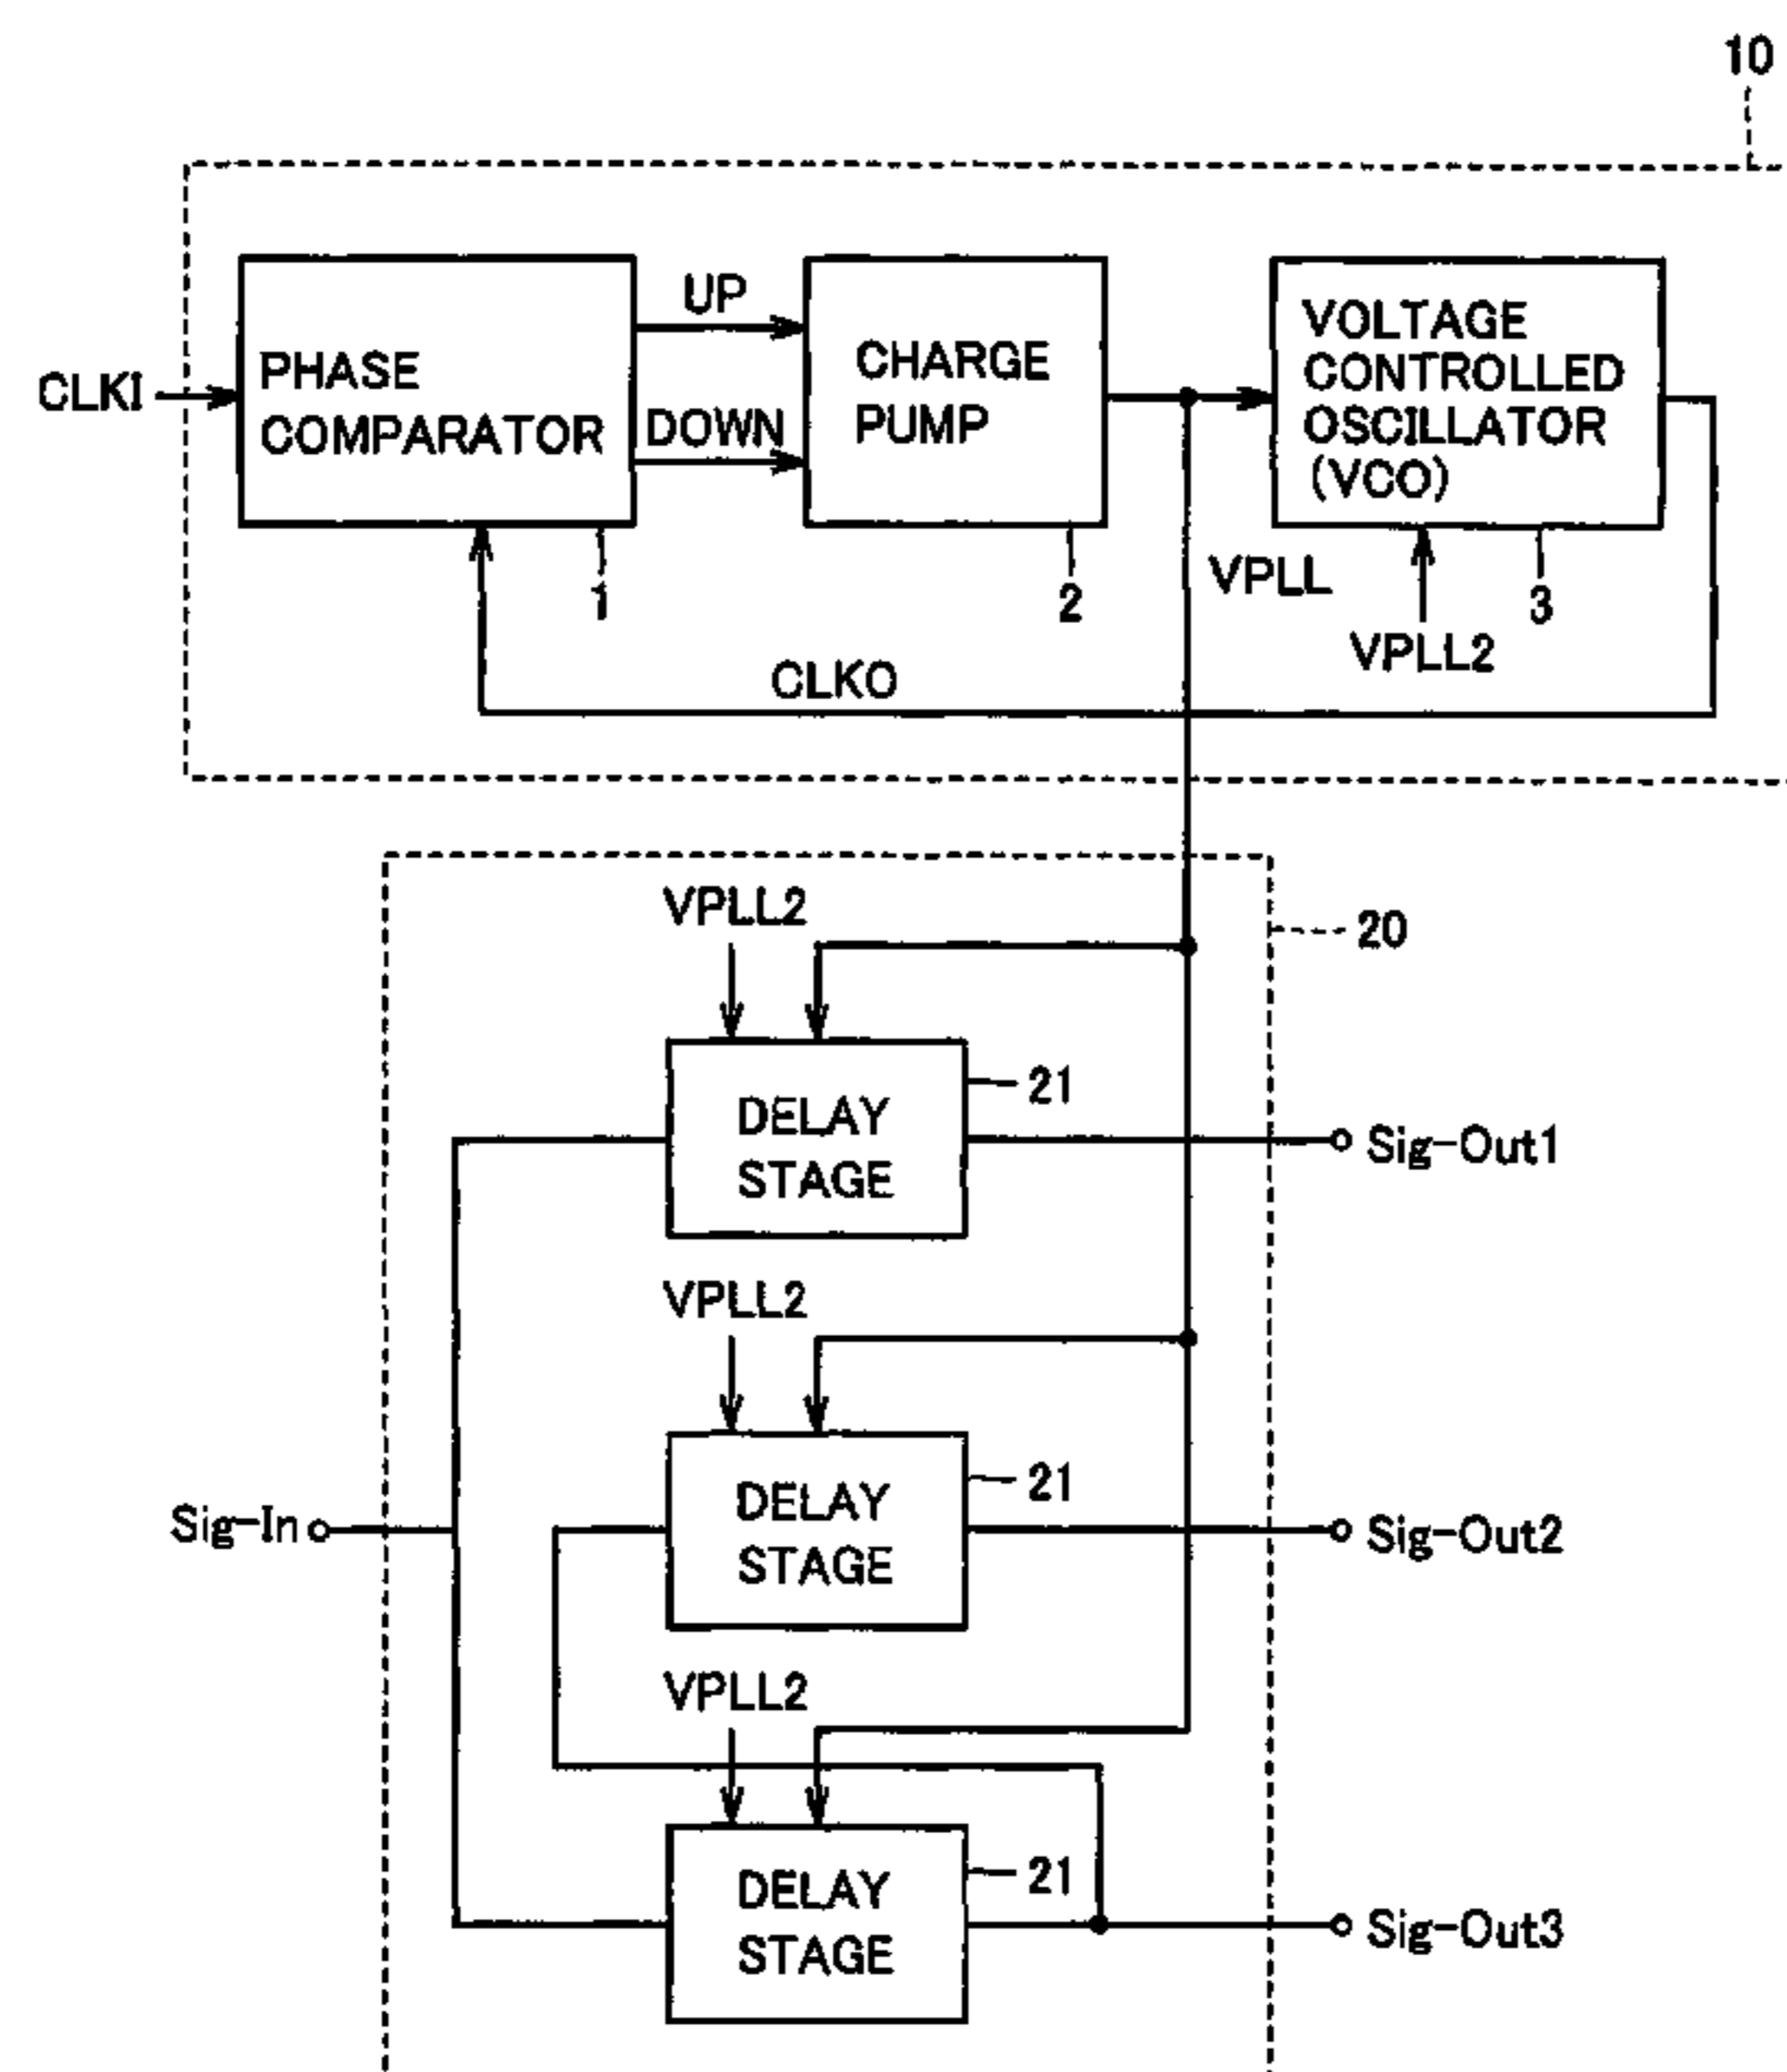 10
CLKI
PHASE
COMPARATOR
UP
DOWN
CHARGE
PUMP
VOLTAGE
CONTROLLED
OSCILLATOR
(VCO)
1
2
VPLL
3
VPLL2
CLKO
VPLL2
20
DELAY
STAGE
21
Sig-Out1
VPLL2
Sig-In
DELAY
STAGE
21
Sig-Out2
VPLL2
DELAY
STAGE
21
Sig-Out3